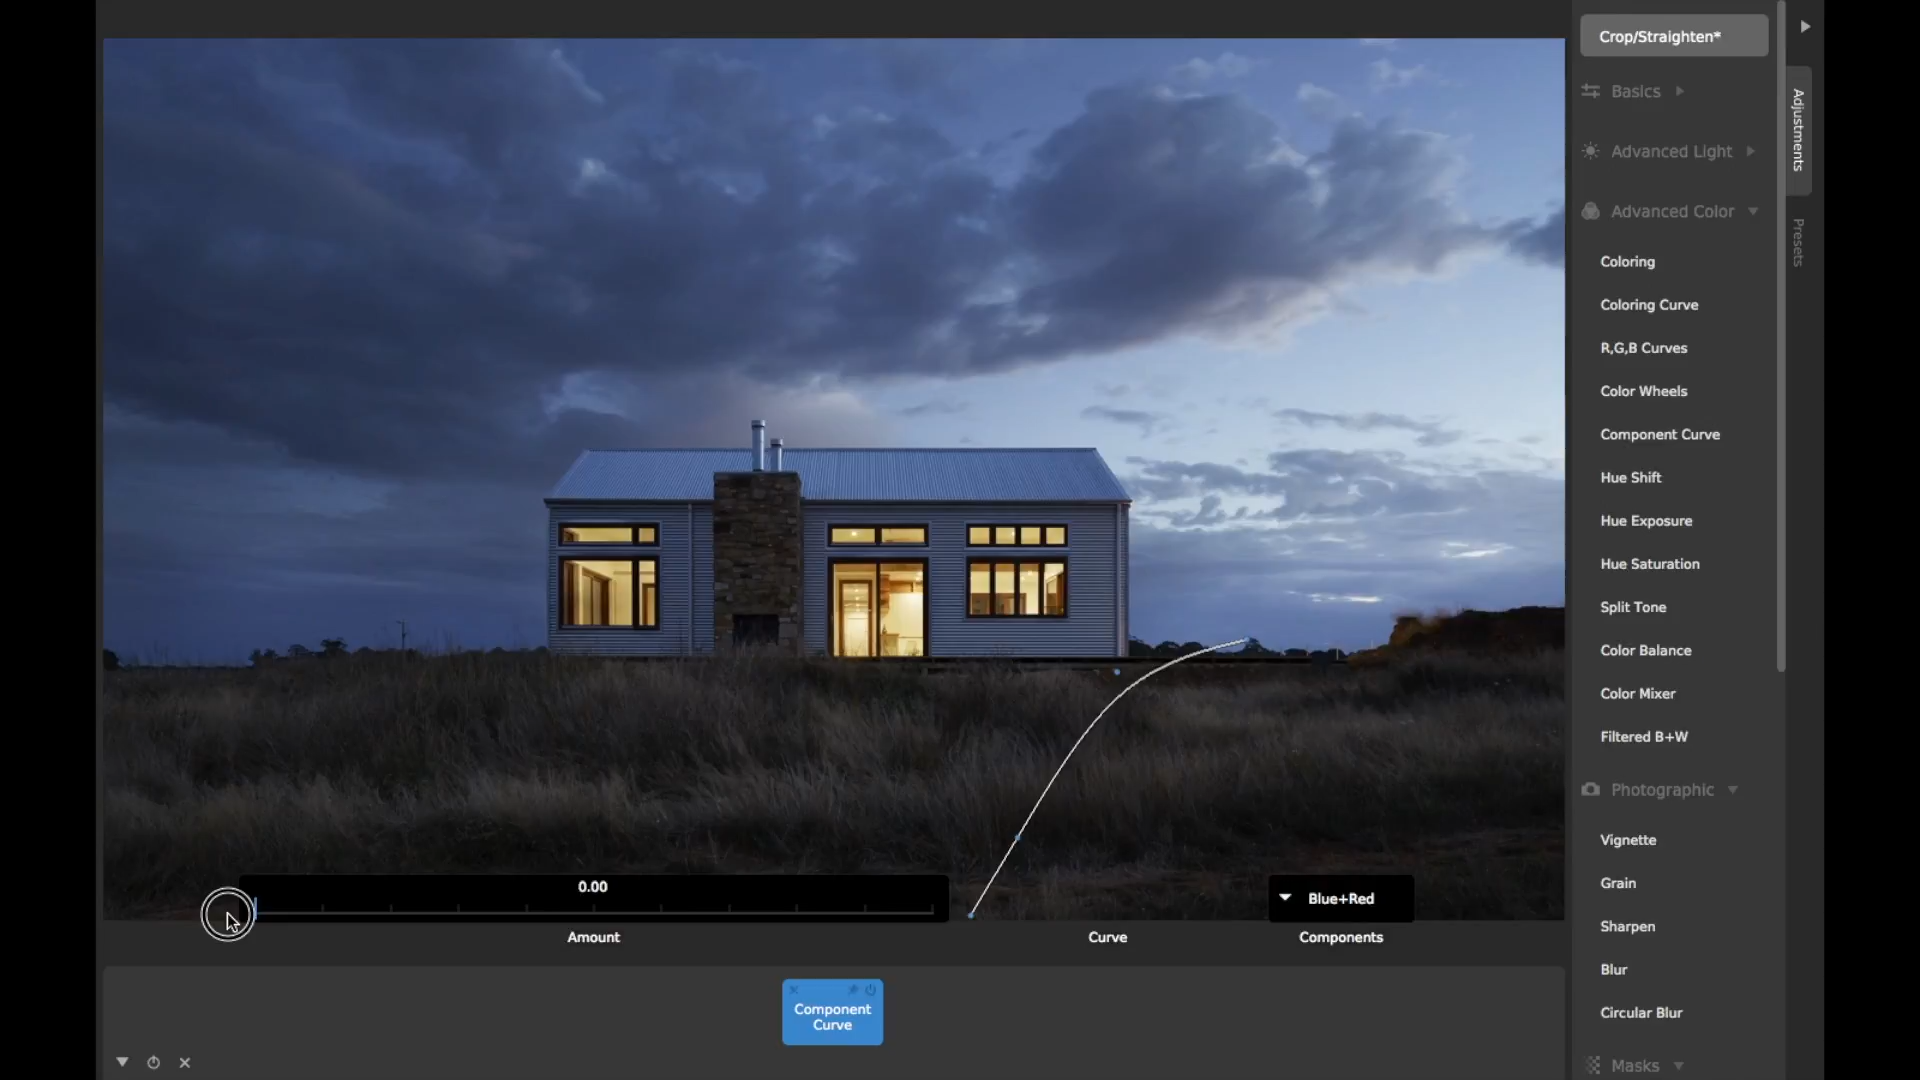 Crop/Straighten*
Basics
Advanced Light
Advanced Color
Coloring
Coloring Curve
R,G,B Curves
Color Wheels
Component Curve
Hue Shift
Hue Exposure
Hue Saturation
Split Tone
Color Balance
Color Mixer
Filtered B+W
Photographic
Vignette
Grain
Sharpen
Blur
Circular Blur
Masks
Adjustments
Presets
0.00
Amount
Curve
Blue+Red
Components
Component
Curve